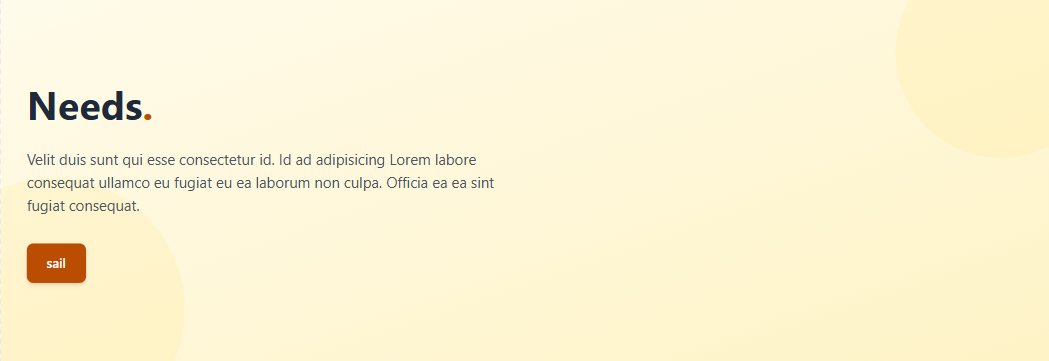 Needs.
Velit duis sunt qui esse consectetur id. Id ad adipisicing Lorem labore
consequat ullamco eu fugiat eu ea laborum non culpa. Officia ea ea sint
fugiat consequat.
sail